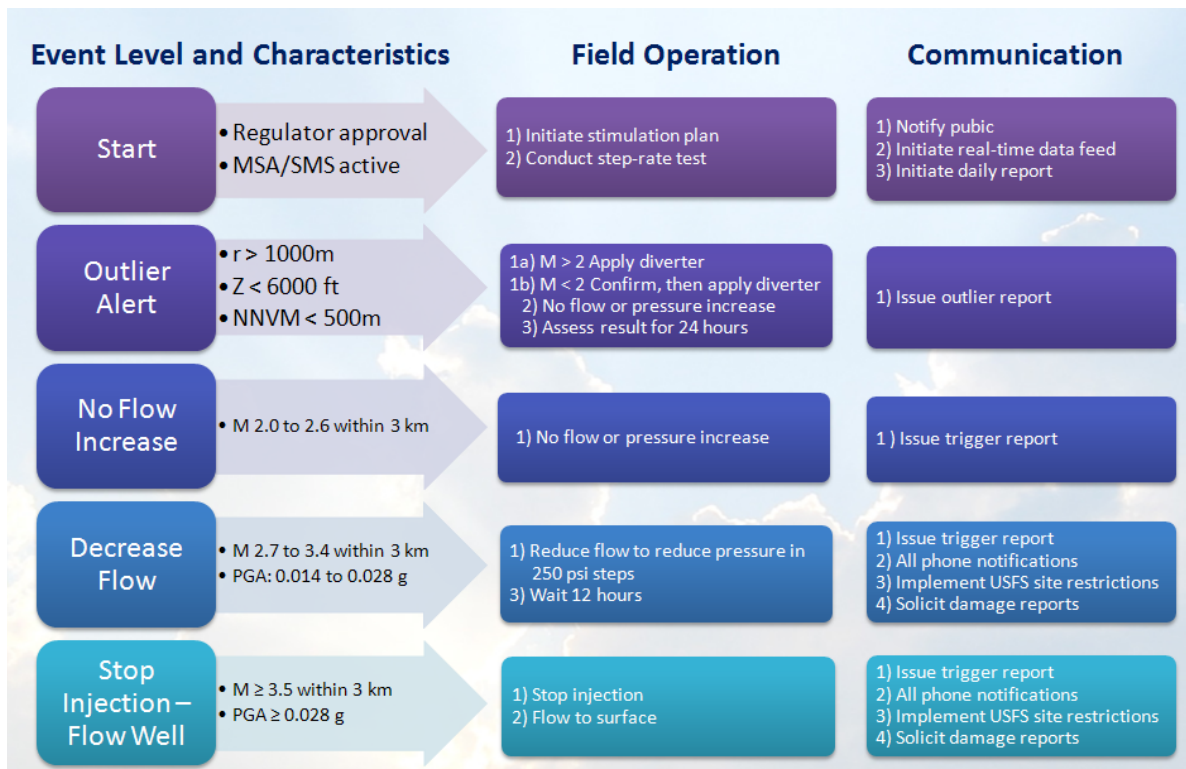 Event Level and Characteristics
Field Operation
Communication
Start
• Regulator approval
• MSA/SMS active
1) Initiate stimulation plan
2) Conduct step-rate test
1) Notify pubic
2) Initiate real-time data feed
3) Initiate daily report
Outlier
Alert
• r > 1000m
• Z < 6000 ft
• NNVM < 500m
1a) M > 2 Apply diverter
1b) M < 2 Confirm, then apply diverter
2) No flow or pressure increase
3) Assess result for 24 hours
1) Issue outlier report
No Flow
Increase
• M 2.0 to 2.6 within 3 km
1) No flow or pressure increase
1 ) Issue trigger report
Decrease
Flow
• M 2.7 to 3.4 within 3 km
• PGA: 0.014 to 0.028 g
1) Reduce flow to reduce pressure in
250 psi steps
3) Wait 12 hours
1) Issue trigger report
2) All phone notifications
3) Implement USFS site restrictions
4) Solicit damage reports
Stop
Injection –
Flow Well
• M ≥ 3.5 within 3 km
• PGA ≥ 0.028 g
1) Stop injection
2) Flow to surface
1) Issue trigger report
2) All phone notifications
3) Implement USFS site restrictions
4) Solicit damage reports